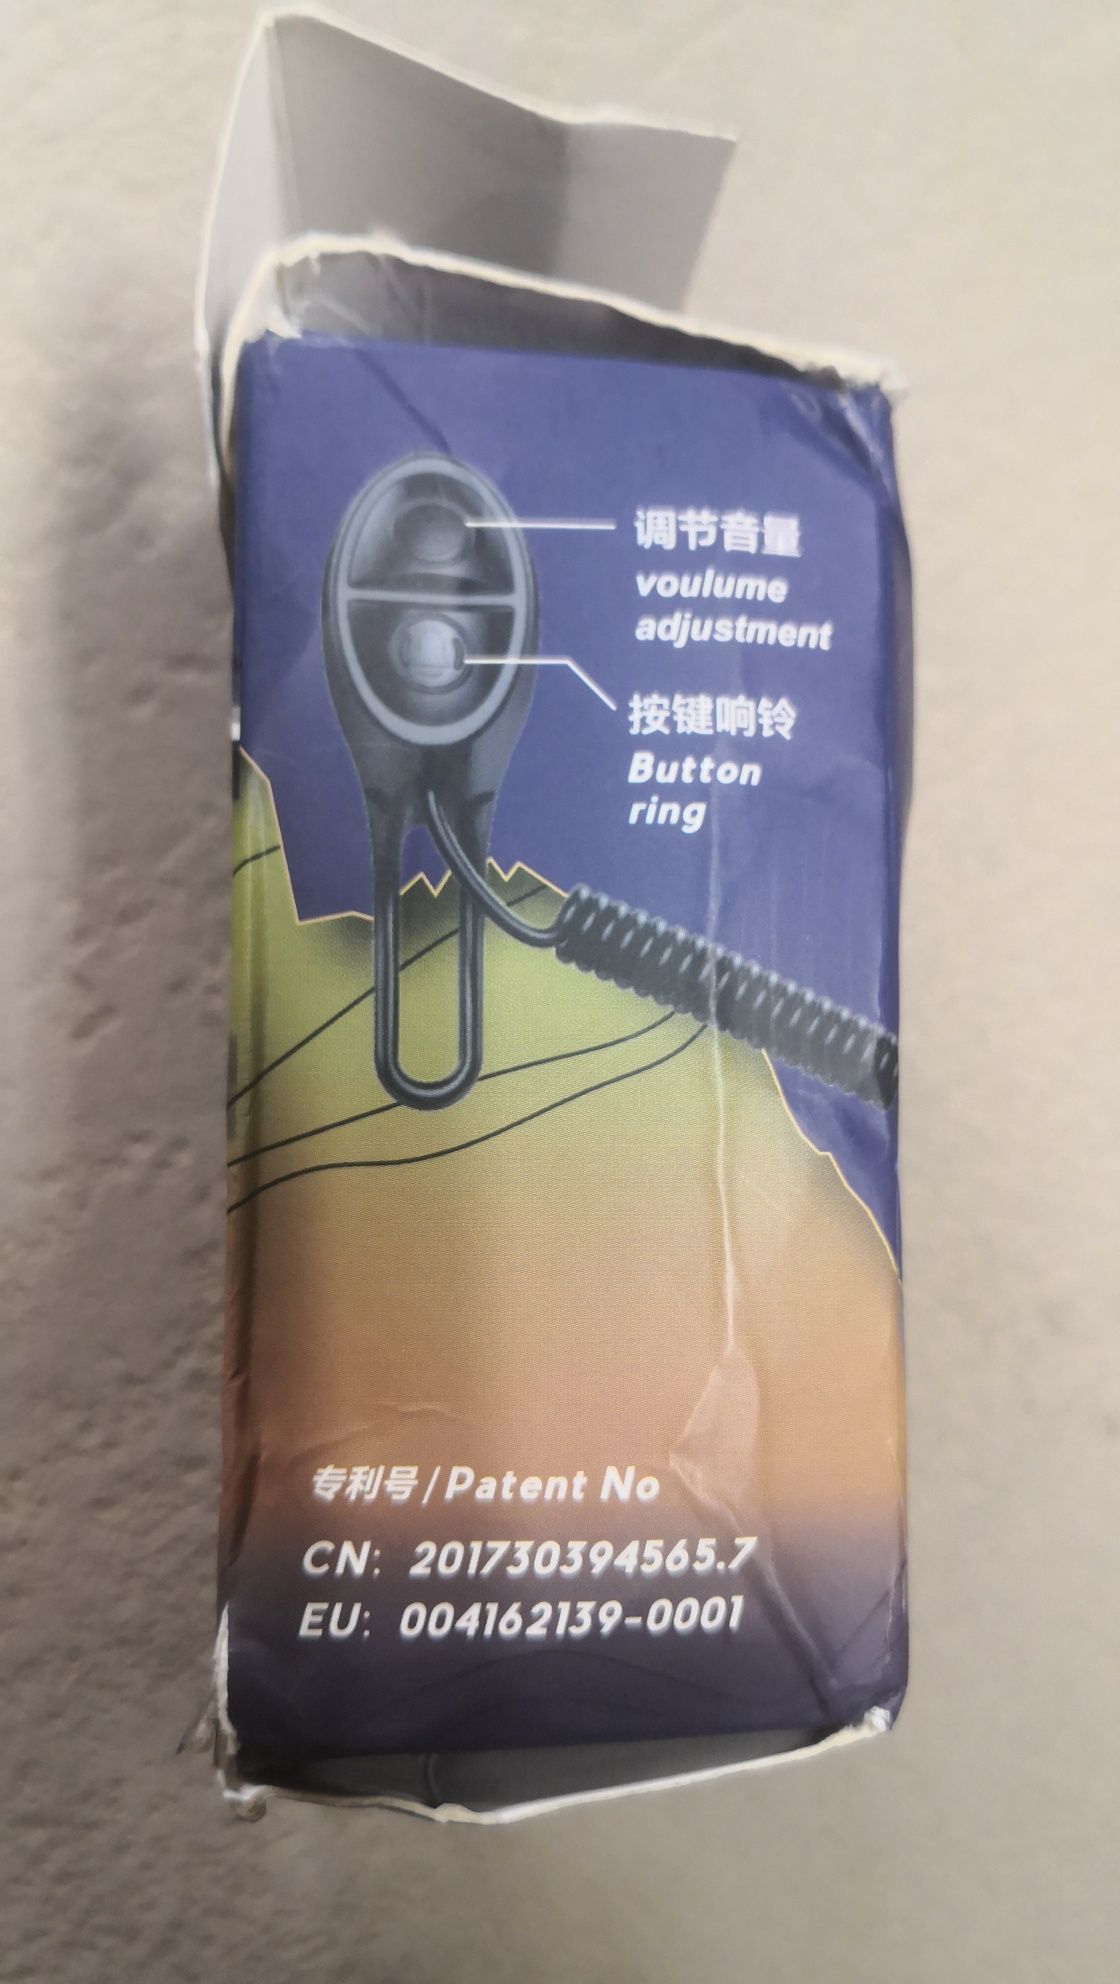 调节音量
voulume
adjustment
按键响铃
Button
ring
专利号/Patent No
CN: 201730394565.7
EU: 004162139-0001